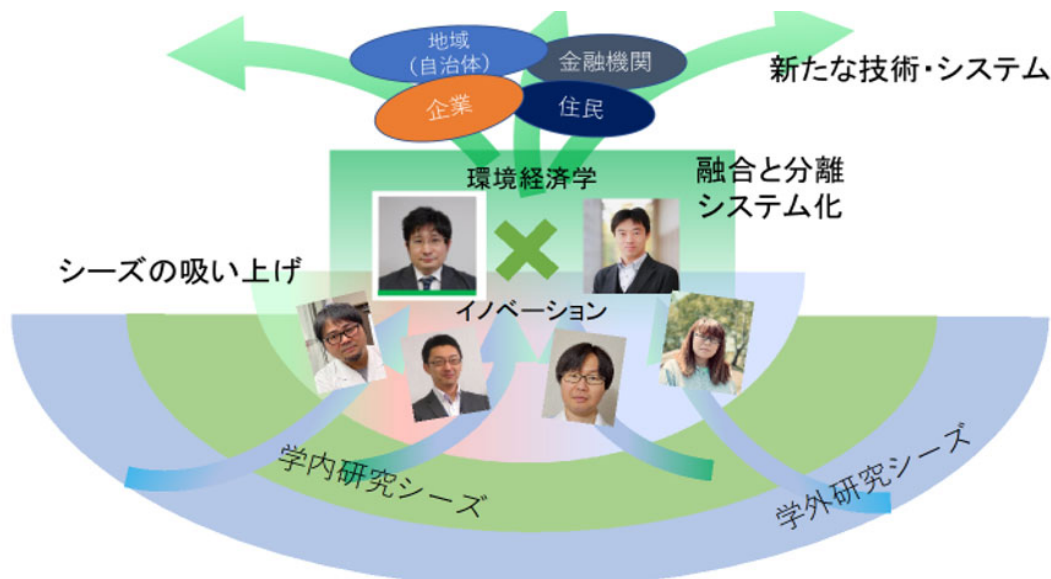 地域
(自治体)
金融機関
企業
住民
新たな技術・システム
環境経済学
融合と分離
システム化
シーズの吸い上げ
イノベーション
学内研究シーズ
学外研究シーズ